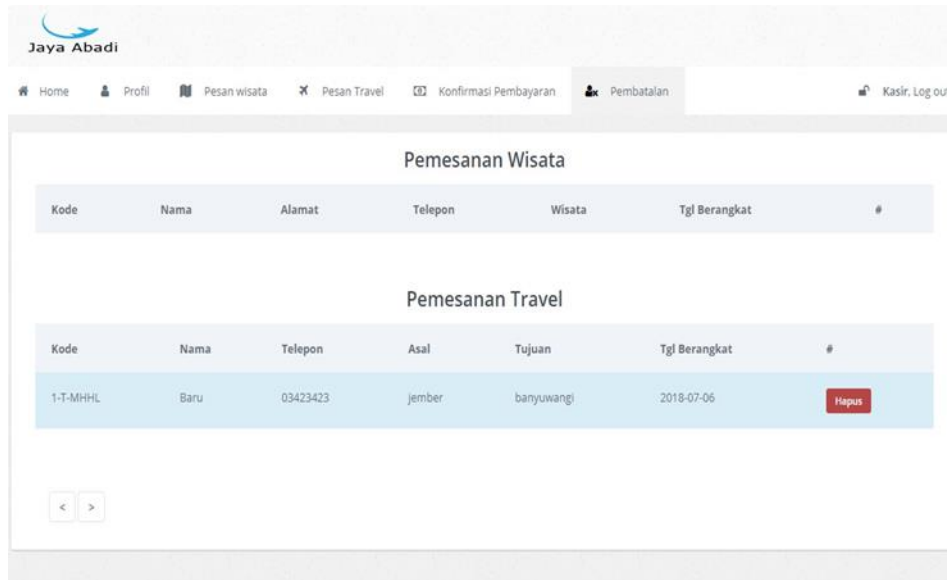 Jaya Abadi
Home Profil Pesan wisata Pesan Travel Konfirmasi Pembayaran Pembatalan Kasir, Log out
Pemesanan Wisata
Kode Nama Alamat Telepon Wisata Tgl Berangkat #
Pemesanan Travel
Kode Nama Telepon Asal Tujuan Tgl Berangkat #
1-T-MHHL Baru 03423423 jember banyuwangi 2018-07-06 Hapus
< >